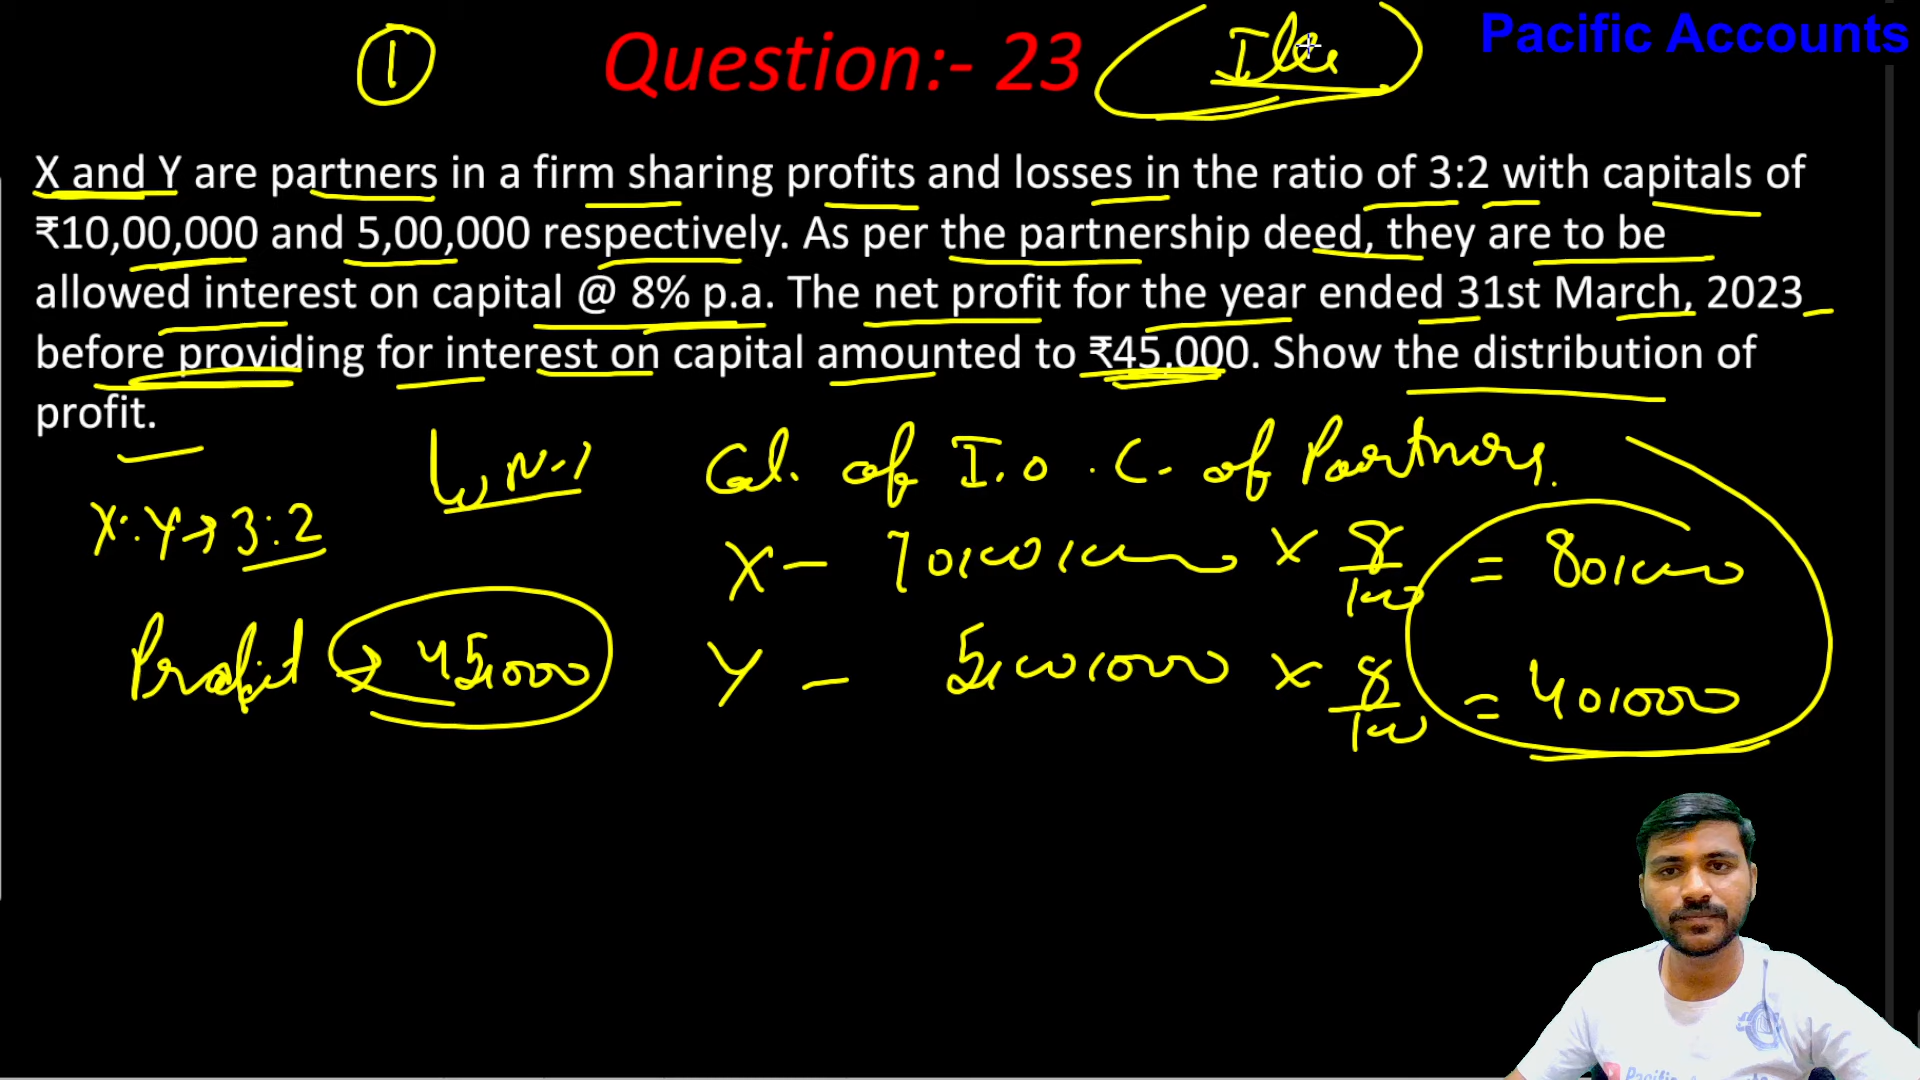 Pacific Accounts
1
Question:- 23
X and Y are partners in a firm sharing profits and losses in the ratio of 3:2 with capitals of
₹10,00,000 and 5,00,000 respectively. As per the partnership deed, they are to be
allowed interest on capital @ 8% p.a. The net profit for the year ended 31st March, 2023
before providing for interest on capital amounted to ₹45,000. Show the distribution of
profit.
W.N-1 Cal. of I.O.C. of Partners.
X:Y→3:2
X- 10,00,000 × 8/100 = 80,000
Profit → 45,000
Y - 5,00,000 × 8/100 = 40,000